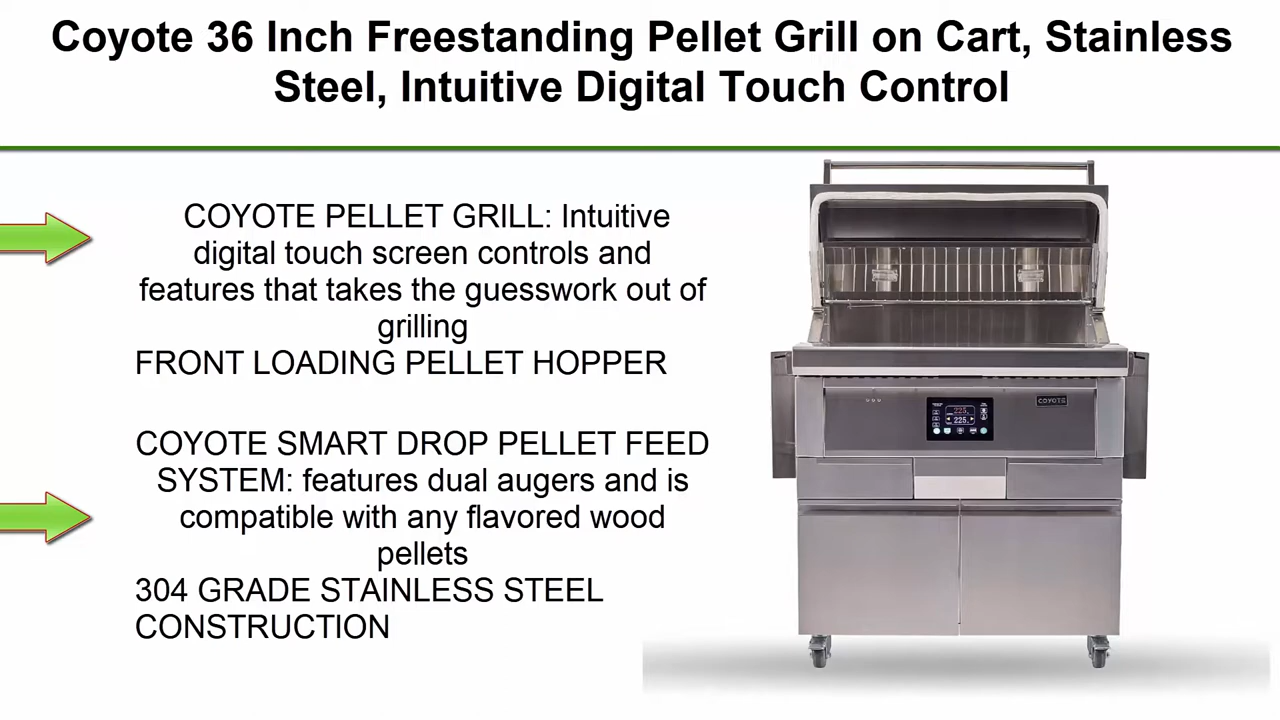 Coyote 36 Inch Freestanding Pellet Grill on Cart, Stainless
Steel, Intuitive Digital Touch Control
COYOTE PELLET GRILL: Intuitive
digital touch screen controls and
features that takes the guesswork out of
grilling
FRONT LOADING PELLET HOPPER
COYOTE SMART DROP PELLET FEED
SYSTEM: features dual augers and is
compatible with any flavored wood
pellets
304 GRADE STAINLESS STEEL
CONSTRUCTION
COYOTE
225
225